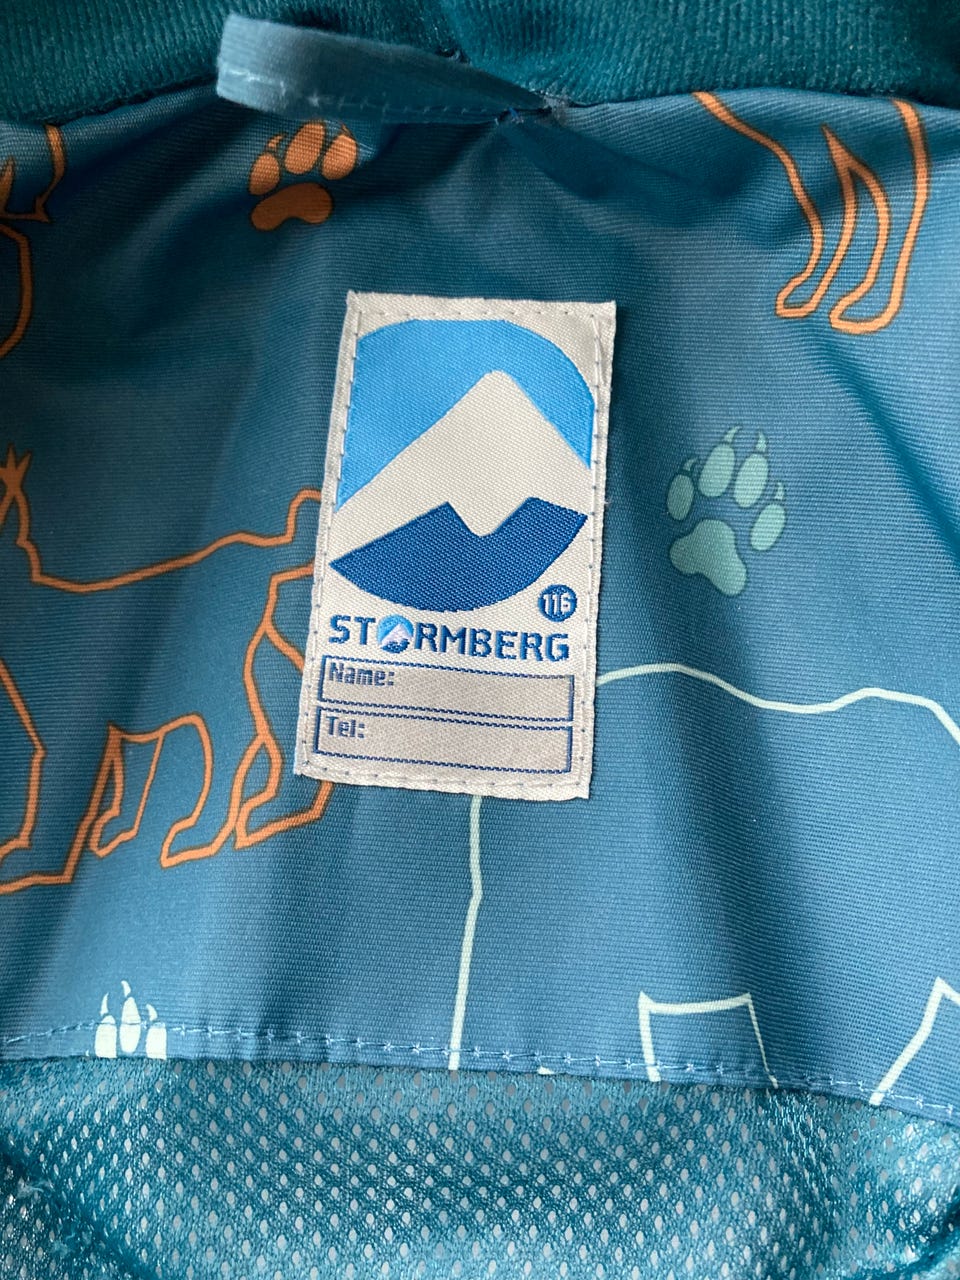 116
STORMBERG
Name:
Tel: